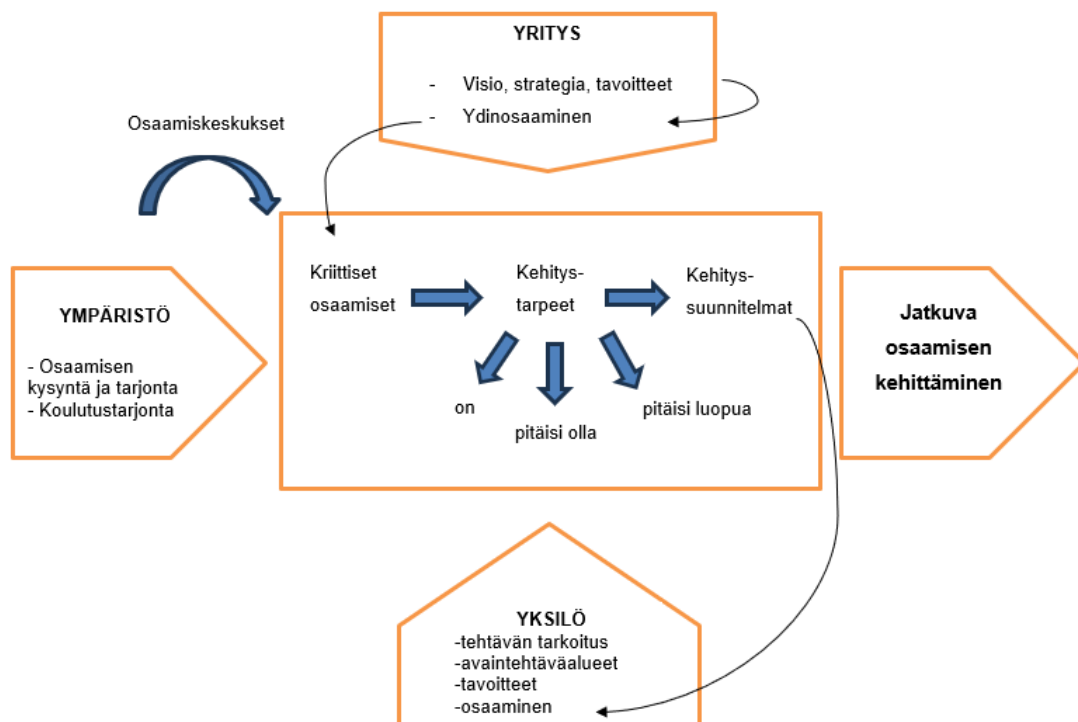 YRITYS
- Visio, strategia, tavoitteet
- Ydinosaaminen
Osaamiskeskukset
YMPÄRISTÖ
- Osaamisen
kysyntä ja tarjonta
- Koulutustarjonta
Kriittiset
osaamiset
Kehitys-
tarpeet
Kehitys-
suunnitelmat
on
pitäisi olla
pitäisi luopua
Jatkuva
osaamisen
kehittäminen
YKSILÖ
-tehtävän tarkoitus
-avaintehtäväalueet
-tavoitteet
-osaaminen